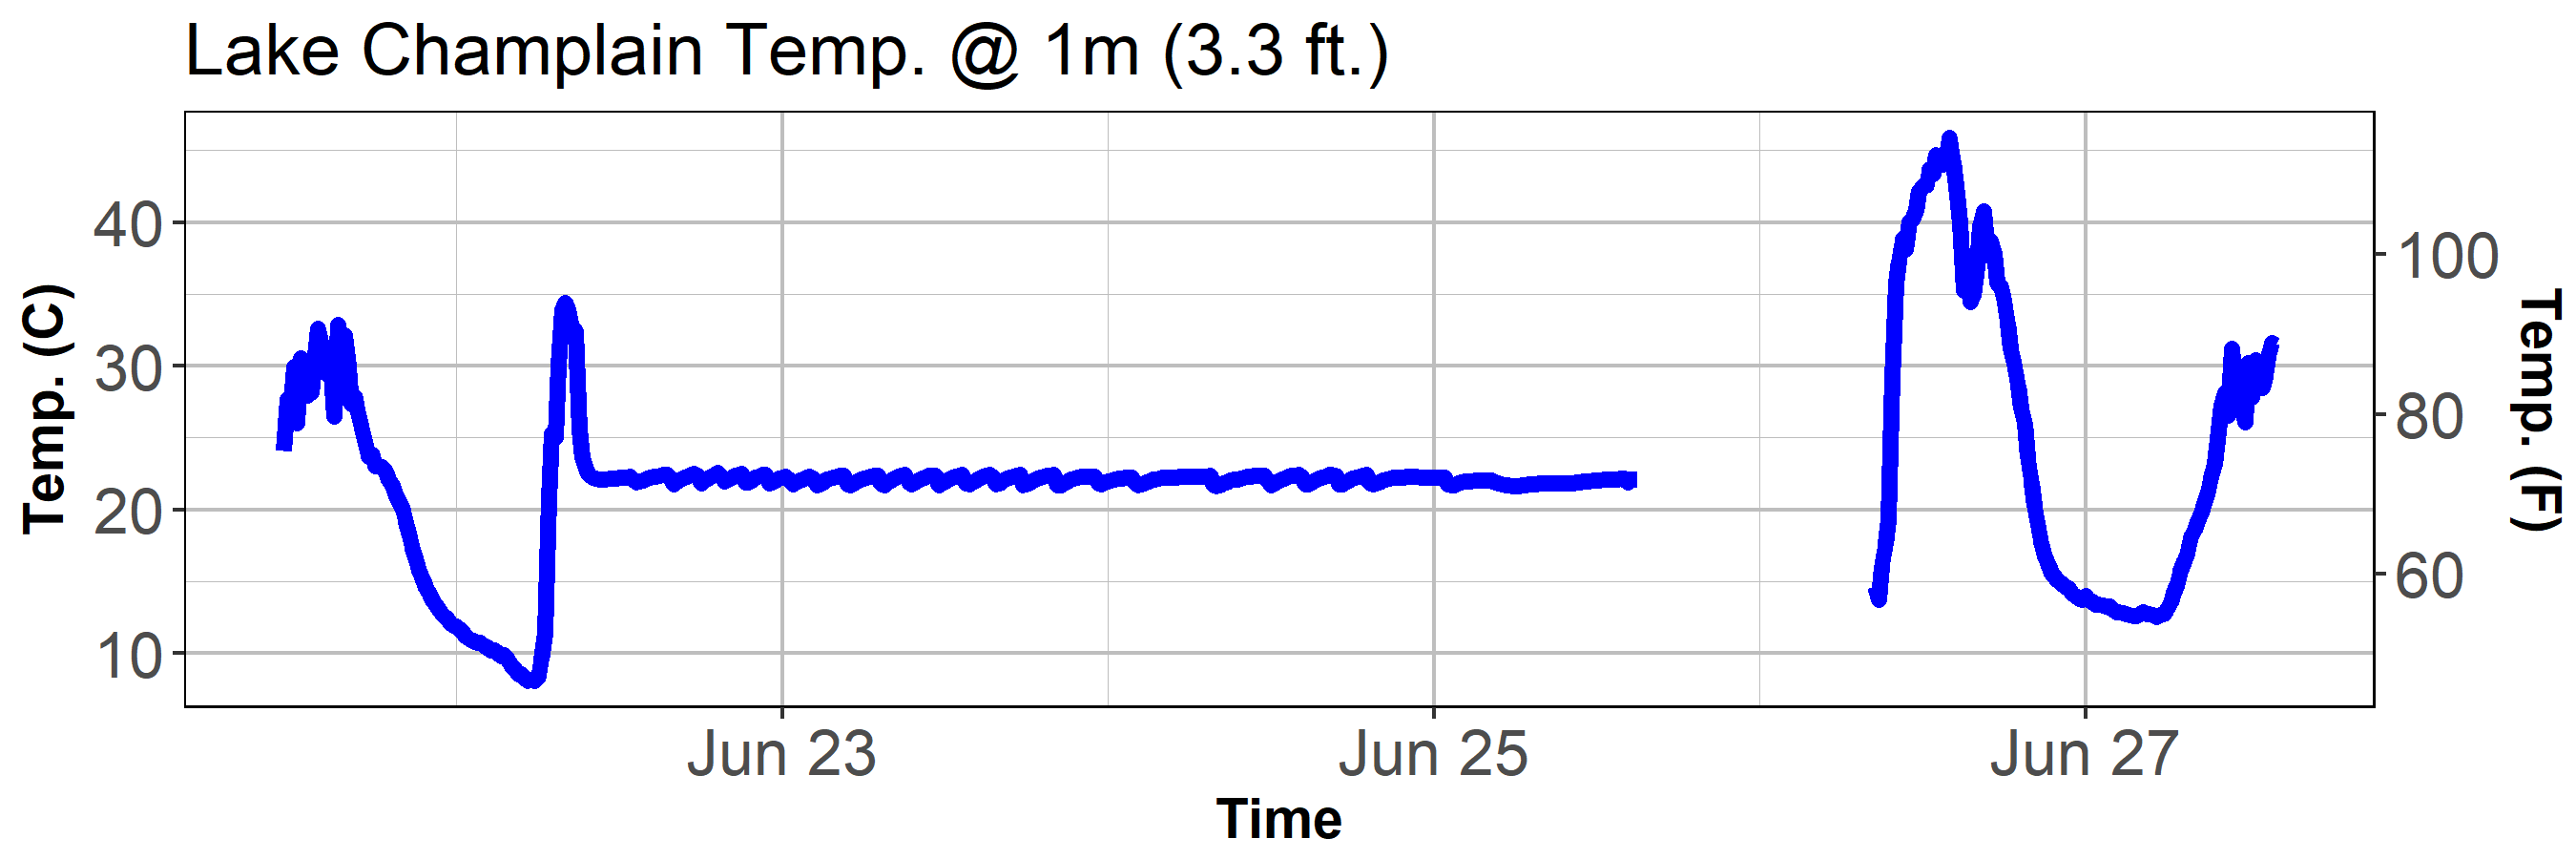 Lake Champlain Temp. @ 1m (3.3 ft.)
Temp. (C)
40
30
20
10
100
80
60
Temp. (F)
Jun 23
Jun 25
Jun 27
Time